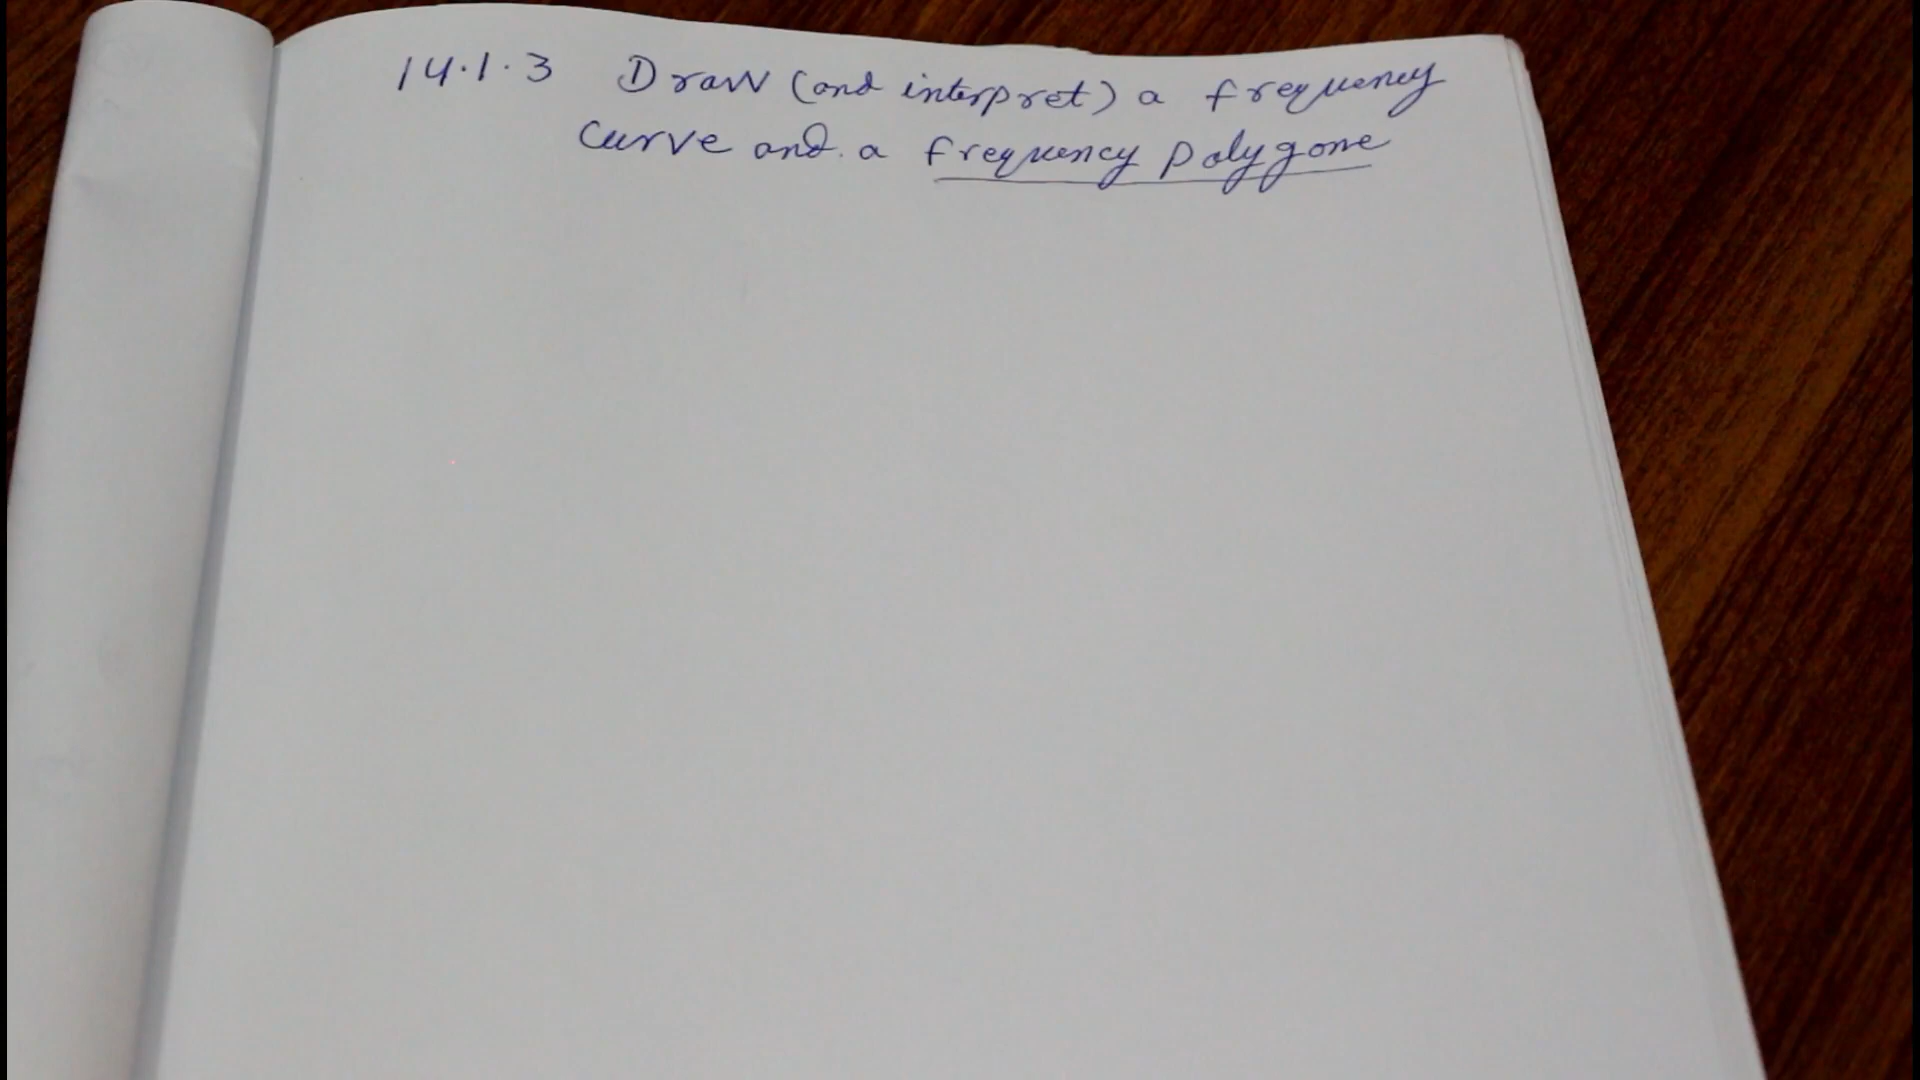 14.1.3 Draw (and interpret) a frequency
curve and a frequency polygone